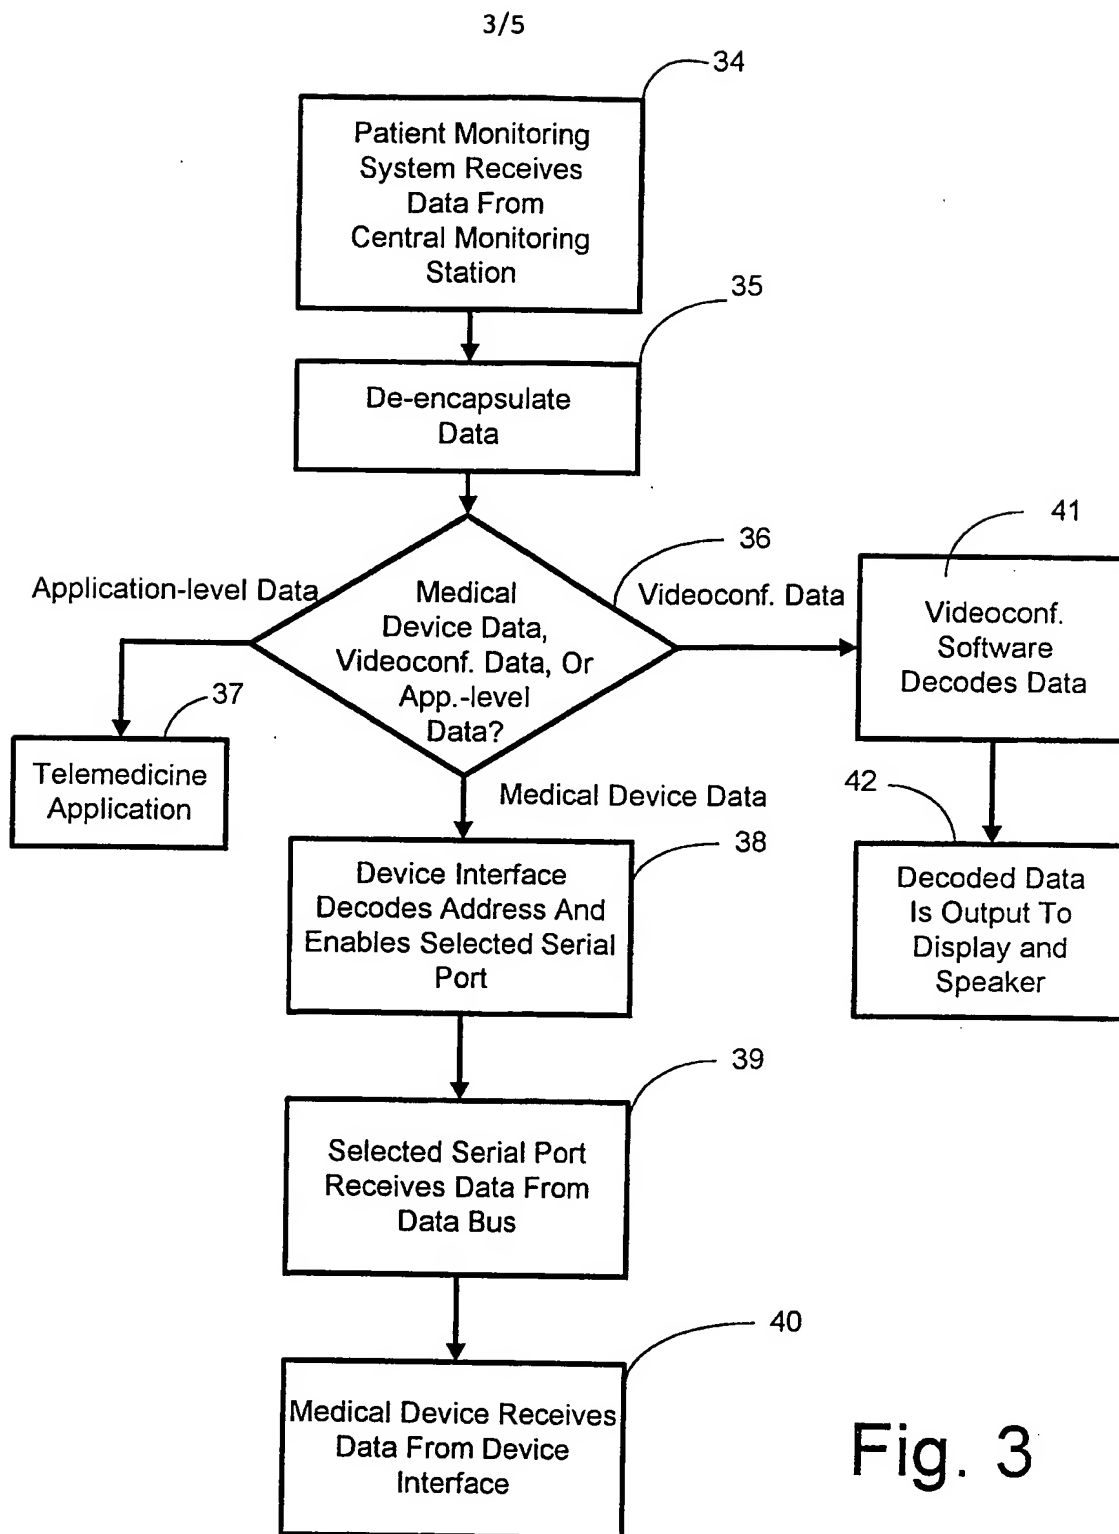 3/5
34
Patient Monitoring
System Receives
Data From
Central Monitoring
Station
35
De-encapsulate
Data
36
Medical
Device Data,
Videoconf. Data, Or
App.-level
Data?
Application-level Data
37
Telemedicine
Application
Videoconf. Data
41
Videoconf.
Software
Decodes Data
42
Decoded Data
Is Output To
Display and
Speaker
Medical Device Data
38
Device Interface
Decodes Address And
Enables Selected Serial
Port
39
Selected Serial Port
Receives Data From
Data Bus
40
Medical Device Receives
Data From Device
Interface
Fig. 3